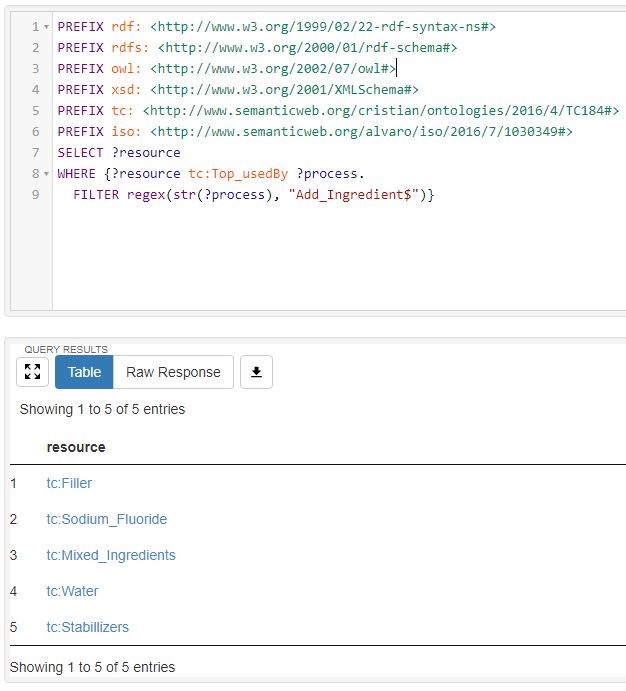 1 PREFIX rdf: <http://www.w3.org/1999/02/22-rdf-syntax-ns#>
2 PREFIX rdfs: <http://www.w3.org/2000/01/rdf-schema#>
3 PREFIX owl: <http://www.w3.org/2002/07/owl#>
4 PREFIX xsd: <http://www.w3.org/2001/XMLSchema#>
5 PREFIX tc: <http://www.semanticweb.org/cristian/ontologies/2016/4/TC184#>
6 PREFIX iso: <http://www.semanticweb.org/alvaro/iso/2016/7/1030349#>
7 SELECT ?resource
8 WHERE {?resource tc:Top_usedBy ?process.
9 FILTER regex(str(?process), "Add_Ingredient$")}
QUERY RESULTS
Table Raw Response
Showing 1 to 5 of 5 entries
resource
1 tc:Filler
2 tc:Sodium_Fluoride
3 tc:Mixed_Ingredients
4 tc:Water
5 tc:Stabillizers
Showing 1 to 5 of 5 entries